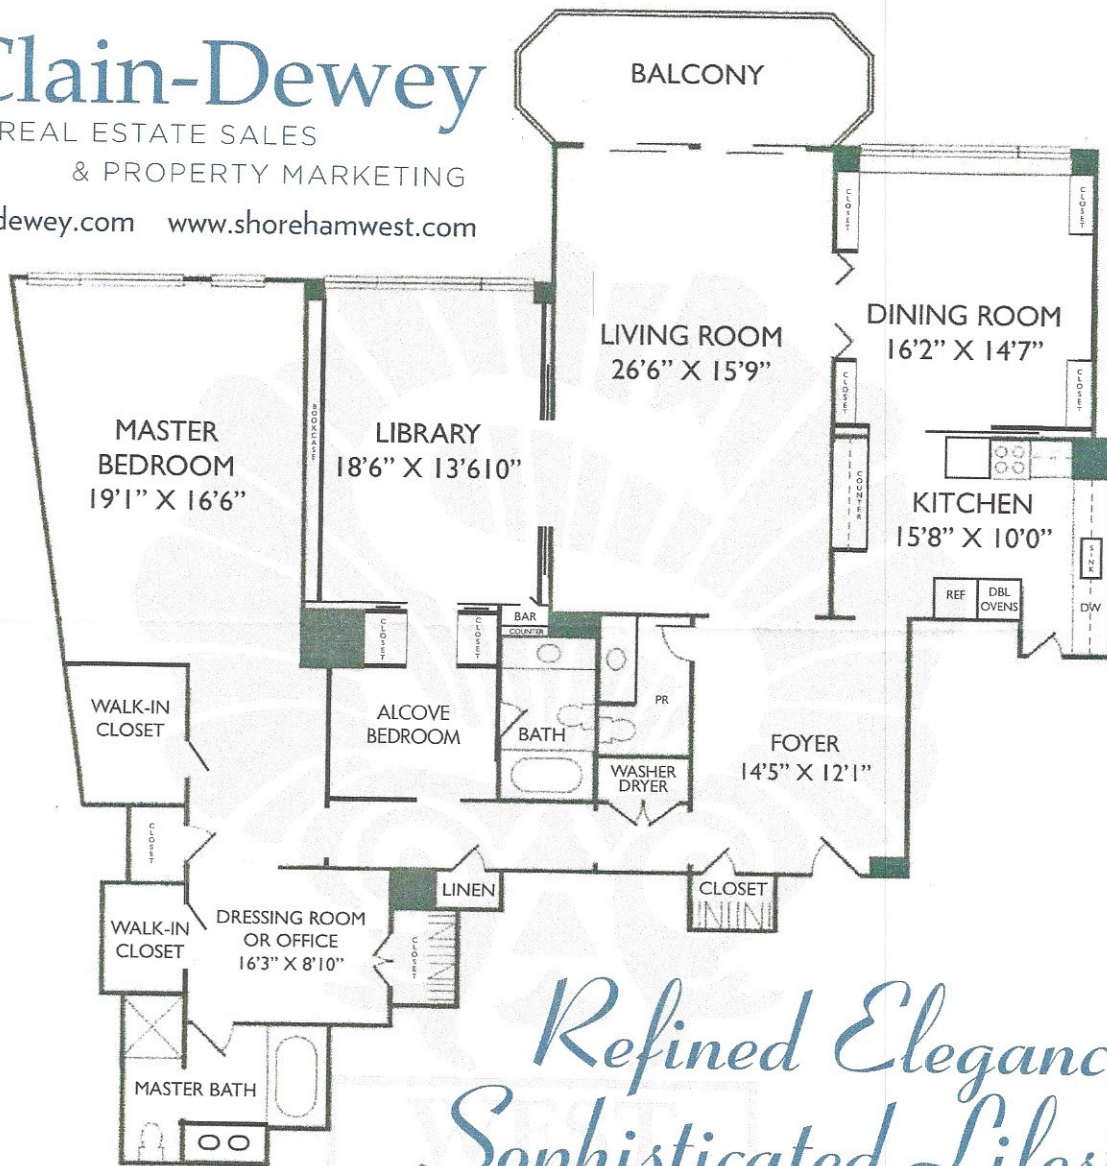 Clain-Dewey
REAL ESTATE SALES
& PROPERTY MARKETING
dewey.com www.shorehamwest.com
BALCONY
CLOSET
CLOSET
LIVING ROOM
26'6" X 15'9"
DINING ROOM
16'2" X 14'7"
CLOSET
CLOSET
MASTER
BEDROOM
19'1" X 16'6"
BOOKCASE
LIBRARY
18'6" X 13'610"
COUNTER
KITCHEN
15'8" X 10'0"
SINK
REF
DBL
OVENS
DW
BAR
COUNTER
CLOSET
CLOSET
WALK-IN
CLOSET
ALCOVE
BEDROOM
BATH
PR
WASHER
DRYER
FOYER
14'5" X 12'1"
CLOSET
LINEN
CLOSET
WALK-IN
CLOSET
DRESSING ROOM
OR OFFICE
16'3" X 8'10"
CLOSET
MASTER BATH
Refined Eleganc
WEST
Sophisticated Lifes